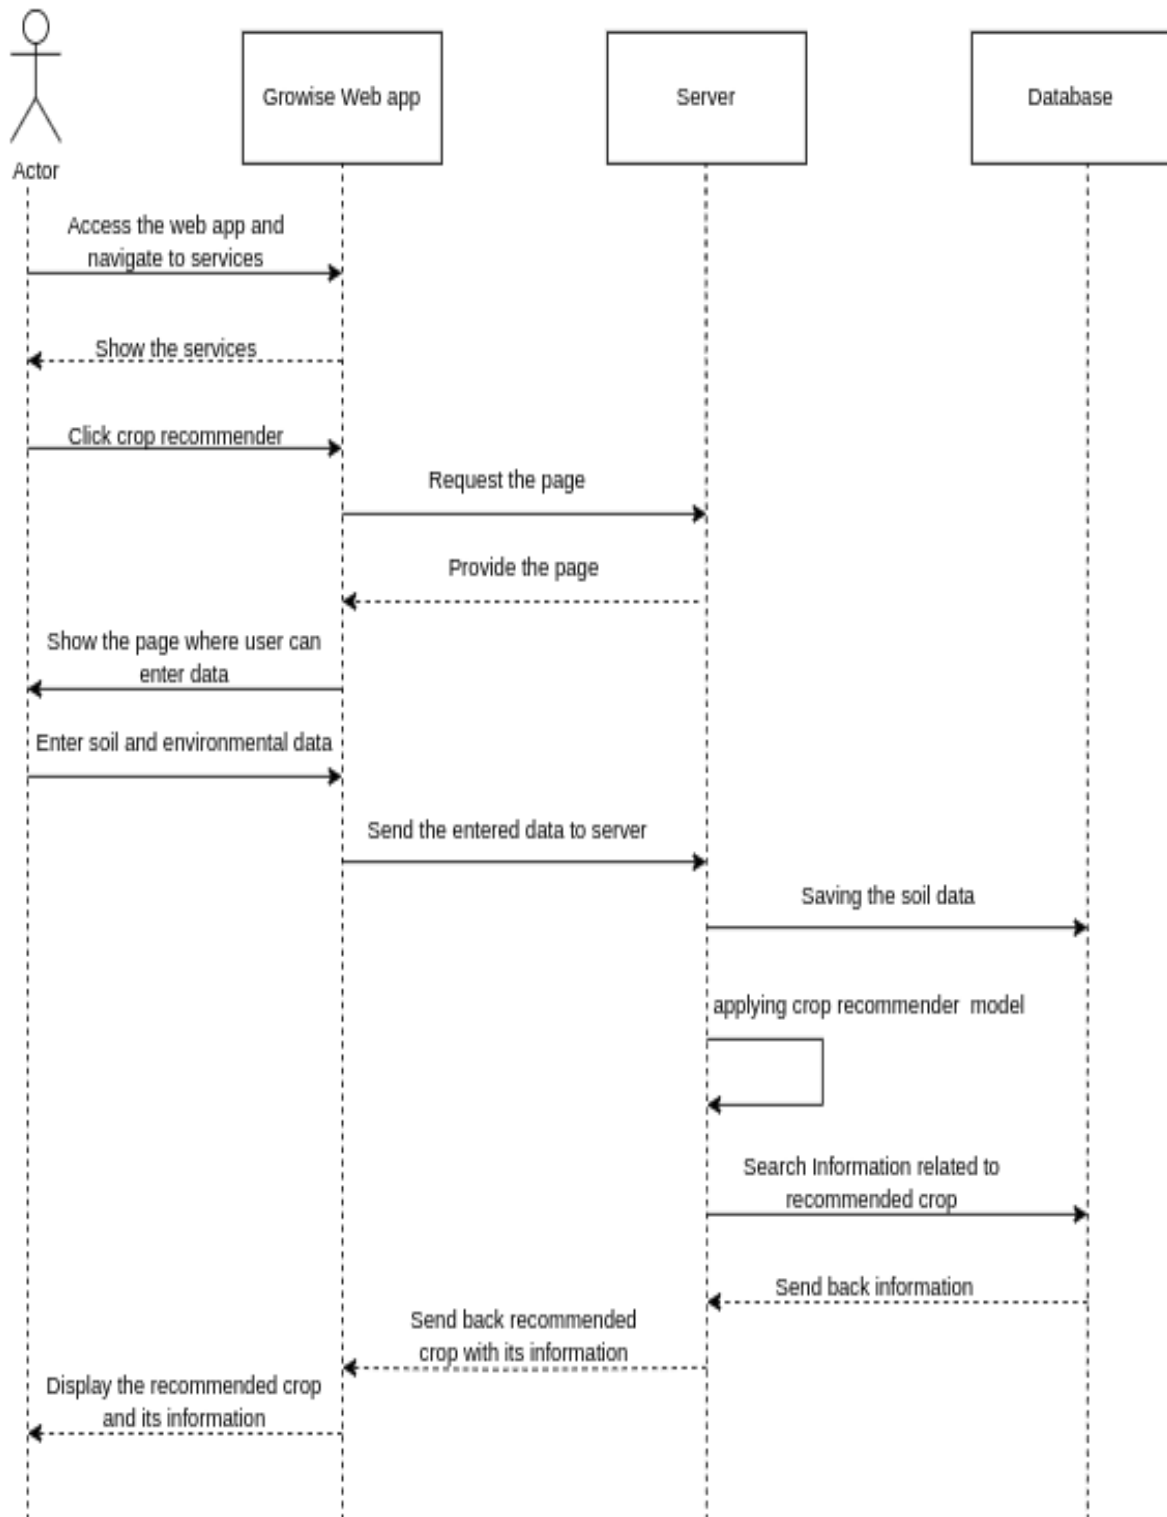 Growise Web app
Server
Database
Actor
Access the web app and
navigate to services
Show the services
Click crop recommender
Request the page
Provide the page
Show the page where user can
enter data
Enter soil and environmental data
Send the entered data to server
Saving the soil data
applying crop recommender  model
Search Information related to
recommended crop
Send back information
Send back recommended
crop with its information
Display the recommended crop
and its information